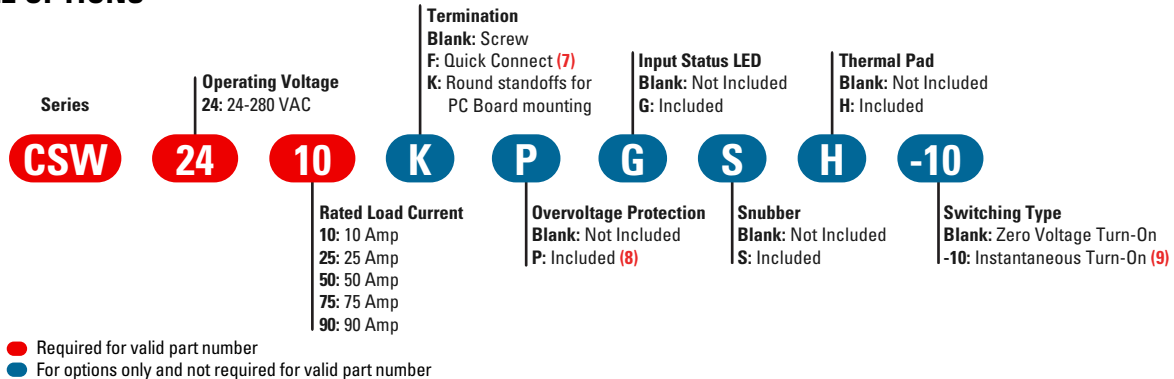 Termination
Blank: Screw
F: Quick Connect (7)
K: Round standoffs for
PC Board mounting
Operating Voltage
24: 24-280 VAC
Input Status LED
Blank: Not Included
G: Included
Thermal Pad
Blank: Not Included
H: Included
Series
CSW 24 10 K P G S H -10
Rated Load Current
10: 10 Amp
25: 25 Amp
50: 50 Amp
75: 75 Amp
90: 90 Amp
Overvoltage Protection
Blank: Not Included
P: Included (8)
Snubber
Blank: Not Included
S: Included
Switching Type
Blank: Zero Voltage Turn-On
-10: Instantaneous Turn-On (9)
Required for valid part number
For options only and not required for valid part number